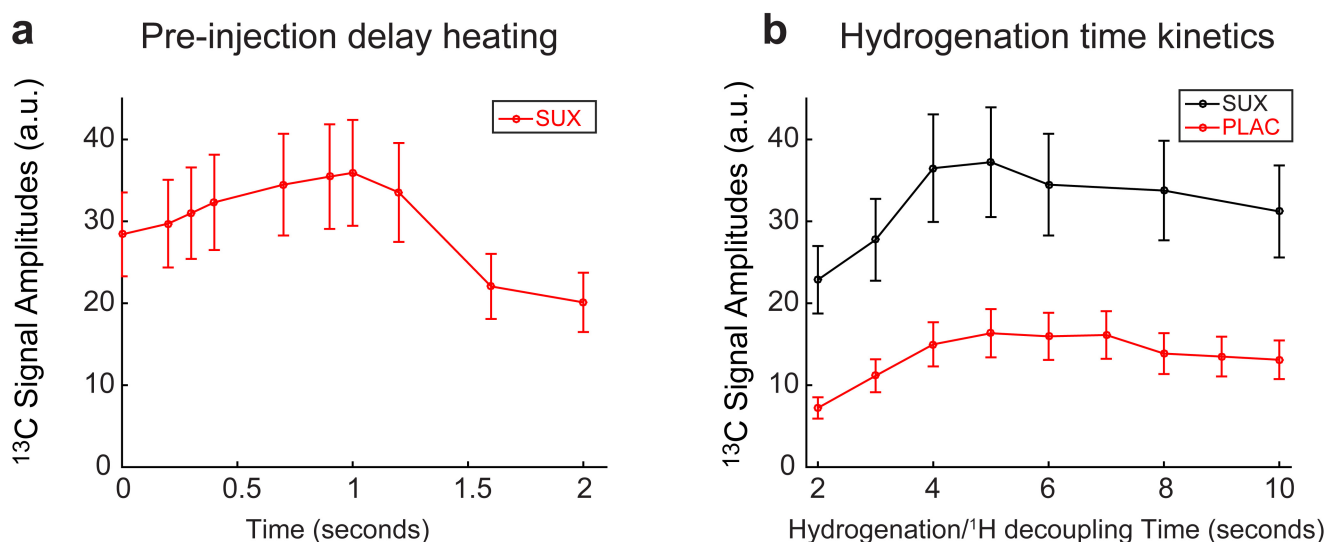 a
Pre-injection delay heating
¹³C Signal Amplitudes (a.u.)
40
30
20
10
0
SUX
0
0.5
1
1.5
2
Time (seconds)
b
Hydrogenation time kinetics
¹³C Signal Amplitudes (a.u.)
40
30
20
10
0
SUX
PLAC
2
4
6
8
10
Hydrogenation/¹H decoupling Time (seconds)